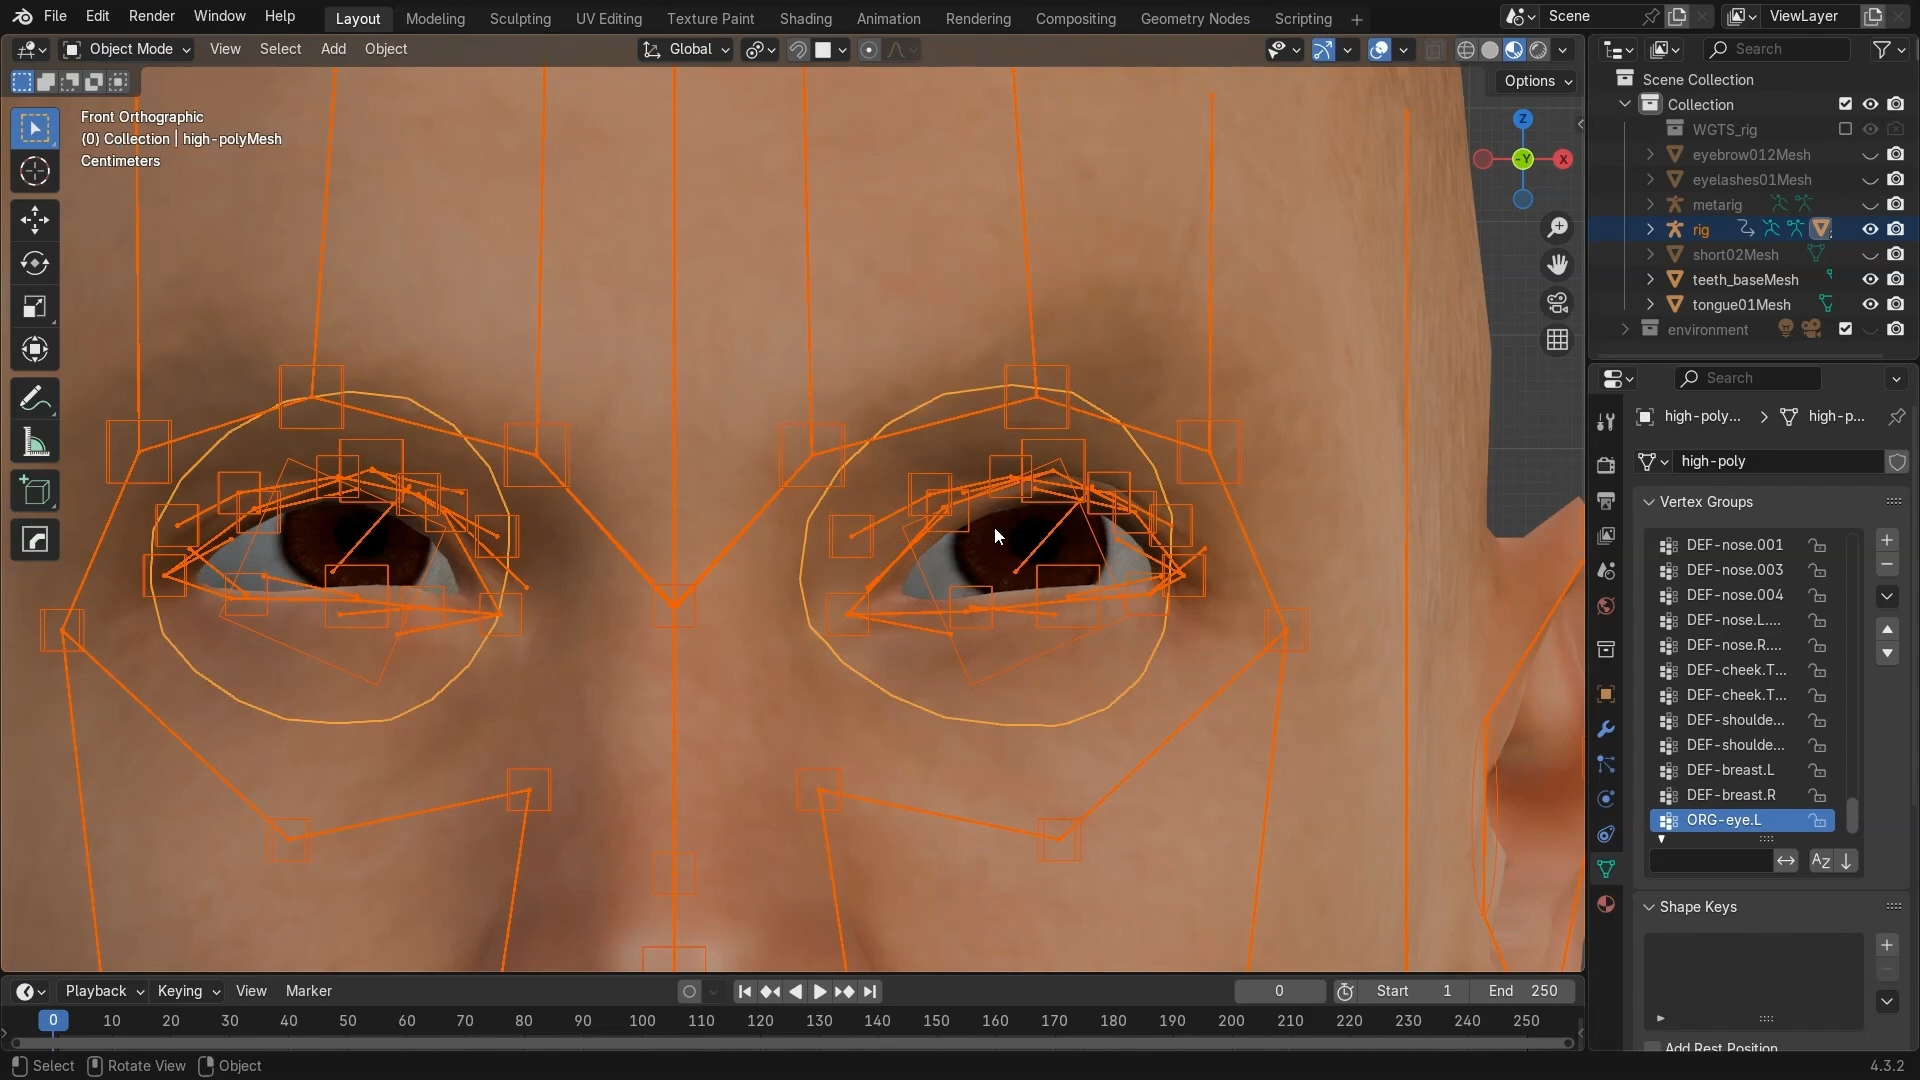 File Edit Render Window Help Layout Modeling Sculpting UV Editing Texture Paint Shading Animation Rendering Compositing Geometry Nodes Scripting Scene ViewLayer
Object Mode View Select Add Object Global Search
Options
Front Orthographic
(0) Collection | high-polyMesh
Centimeters
Z
-Y
X
Scene Collection
Collection
WGTS_rig
eyebrow012Mesh
eyelashes01Mesh
metarig
rig
short02Mesh
teeth_baseMesh
tongue01Mesh
environment
Search
high-poly... high-p...
high-poly
Vertex Groups
DEF-nose.001
DEF-nose.003
DEF-nose.004
DEF-nose.L....
DEF-nose.R....
DEF-cheek.T...
DEF-cheek.T...
DEF-shoulde...
DEF-shoulde...
DEF-breast.L
DEF-breast.R
ORG-eye.L
AZ
Shape Keys
Add Rest Position
Playback Keying View Marker 0 Start 1 End 250
0 10 20 30 40 50 60 70 80 90 100 110 120 130 140 150 160 170 180 190 200 210 220 230 240 250
Select Rotate View Object 4.3.2